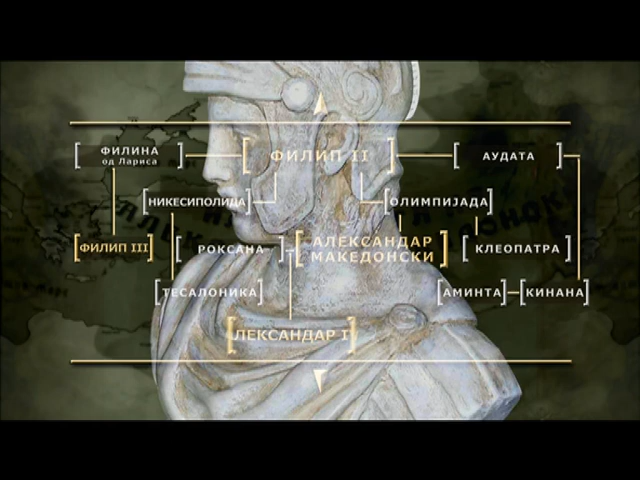 ФИЛИНА
од Лариса
ФИЛИП II
АУДАТА
НИКЕСИПОЛИДА
ОЛИМПИЈАДА
ФИЛИП III
РОКСАНА
АЛЕКСАНДАР
МАКЕДОНСКИ
КЛЕОПАТРА
ТЕСАЛОНИКА
АМИНТА
КИНАНА
ЛЕКСАНДАР I